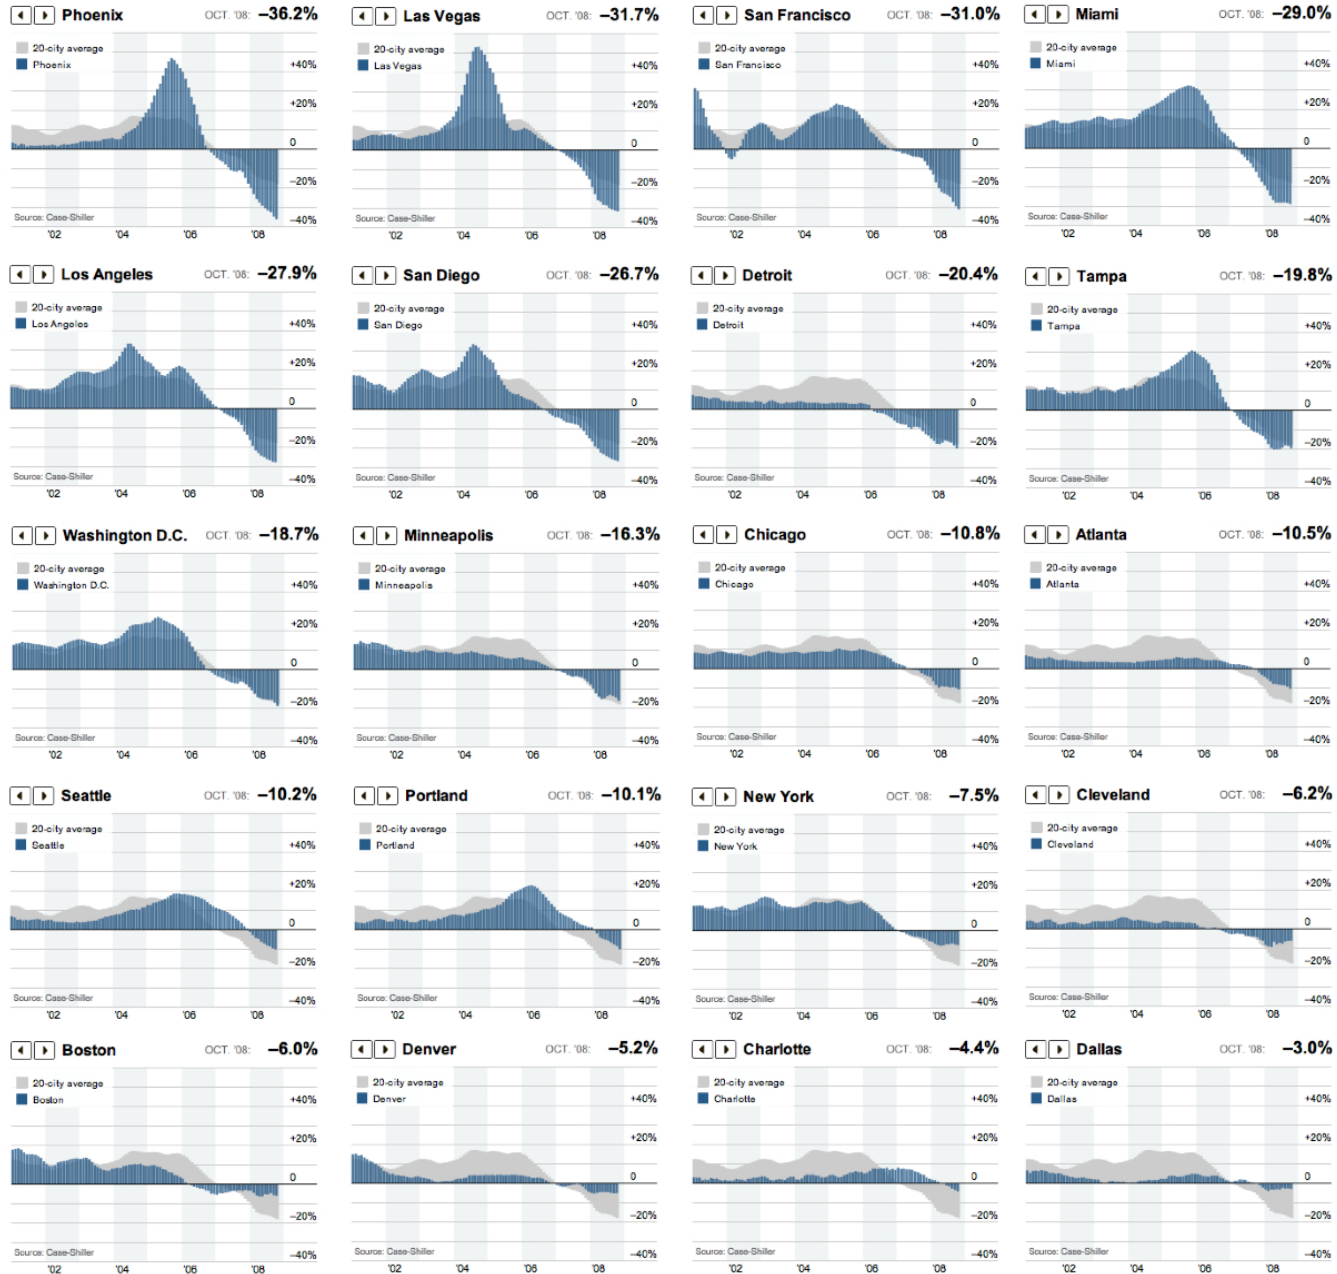 Phoenix OCT. '08: –36.2%
20-city average
Phoenix
+40%
+20%
0
–20%
–40%
Source: Case-Shiller
'02 '04 '06 '08
Las Vegas OCT. '08: –31.7%
20-city average
Las Vegas
+40%
+20%
0
–20%
–40%
Source: Case-Shiller
'02 '04 '06 '08
San Francisco OCT. '08: –31.0%
20-city average
San Francisco
+40%
+20%
0
–20%
–40%
Source: Case-Shiller
'02 '04 '06 '08
Miami OCT. '08: –29.0%
20-city average
Miami
+40%
+20%
0
–20%
–40%
Source: Case-Shiller
'02 '04 '06 '08
Los Angeles OCT. '08: –27.9%
20-city average
Los Angeles
+40%
+20%
0
–20%
–40%
Source: Case-Shiller
'02 '04 '06 '08
San Diego OCT. '08: –26.7%
20-city average
San Diego
+40%
+20%
0
–20%
–40%
Source: Case-Shiller
'02 '04 '06 '08
Detroit OCT. '08: –20.4%
20-city average
Detroit
+40%
+20%
0
–20%
–40%
Source: Case-Shiller
'02 '04 '06 '08
Tampa OCT. '08: –19.8%
20-city average
Tampa
+40%
+20%
0
–20%
–40%
Source: Case-Shiller
'02 '04 '06 '08
Washington D.C. OCT. '08: –18.7%
20-city average
Washington D.C.
+40%
+20%
0
–20%
–40%
Source: Case-Shiller
'02 '04 '06 '08
Minneapolis OCT. '08: –16.3%
20-city average
Minneapolis
+40%
+20%
0
–20%
–40%
Source: Case-Shiller
'02 '04 '06 '08
Chicago OCT. '08: –10.8%
20-city average
Chicago
+40%
+20%
0
–20%
–40%
Source: Case-Shiller
'02 '04 '06 '08
Atlanta OCT. '08: –10.5%
20-city average
Atlanta
+40%
+20%
0
–20%
–40%
Source: Case-Shiller
'02 '04 '06 '08
Seattle OCT. '08: –10.2%
20-city average
Seattle
+40%
+20%
0
–20%
–40%
Source: Case-Shiller
'02 '04 '06 '08
Portland OCT. '08: –10.1%
20-city average
Portland
+40%
+20%
0
–20%
–40%
Source: Case-Shiller
'02 '04 '06 '08
New York OCT. '08: –7.5%
20-city average
New York
+40%
+20%
0
–20%
–40%
Source: Case-Shiller
'02 '04 '06 '08
Cleveland OCT. '08: –6.2%
20-city average
Cleveland
+40%
+20%
0
–20%
–40%
Source: Case-Shiller
'02 '04 '06 '08
Boston OCT. '08: –6.0%
20-city average
Boston
+40%
+20%
0
–20%
–40%
Source: Case-Shiller
'02 '04 '06 '08
Denver OCT. '08: –5.2%
20-city average
Denver
+40%
+20%
0
–20%
–40%
Source: Case-Shiller
'02 '04 '06 '08
Charlotte OCT. '08: –4.4%
20-city average
Charlotte
+40%
+20%
0
–20%
–40%
Source: Case-Shiller
'02 '04 '06 '08
Dallas OCT. '08: –3.0%
20-city average
Dallas
+40%
+20%
0
–20%
–40%
Source: Case-Shiller
'02 '04 '06 '08